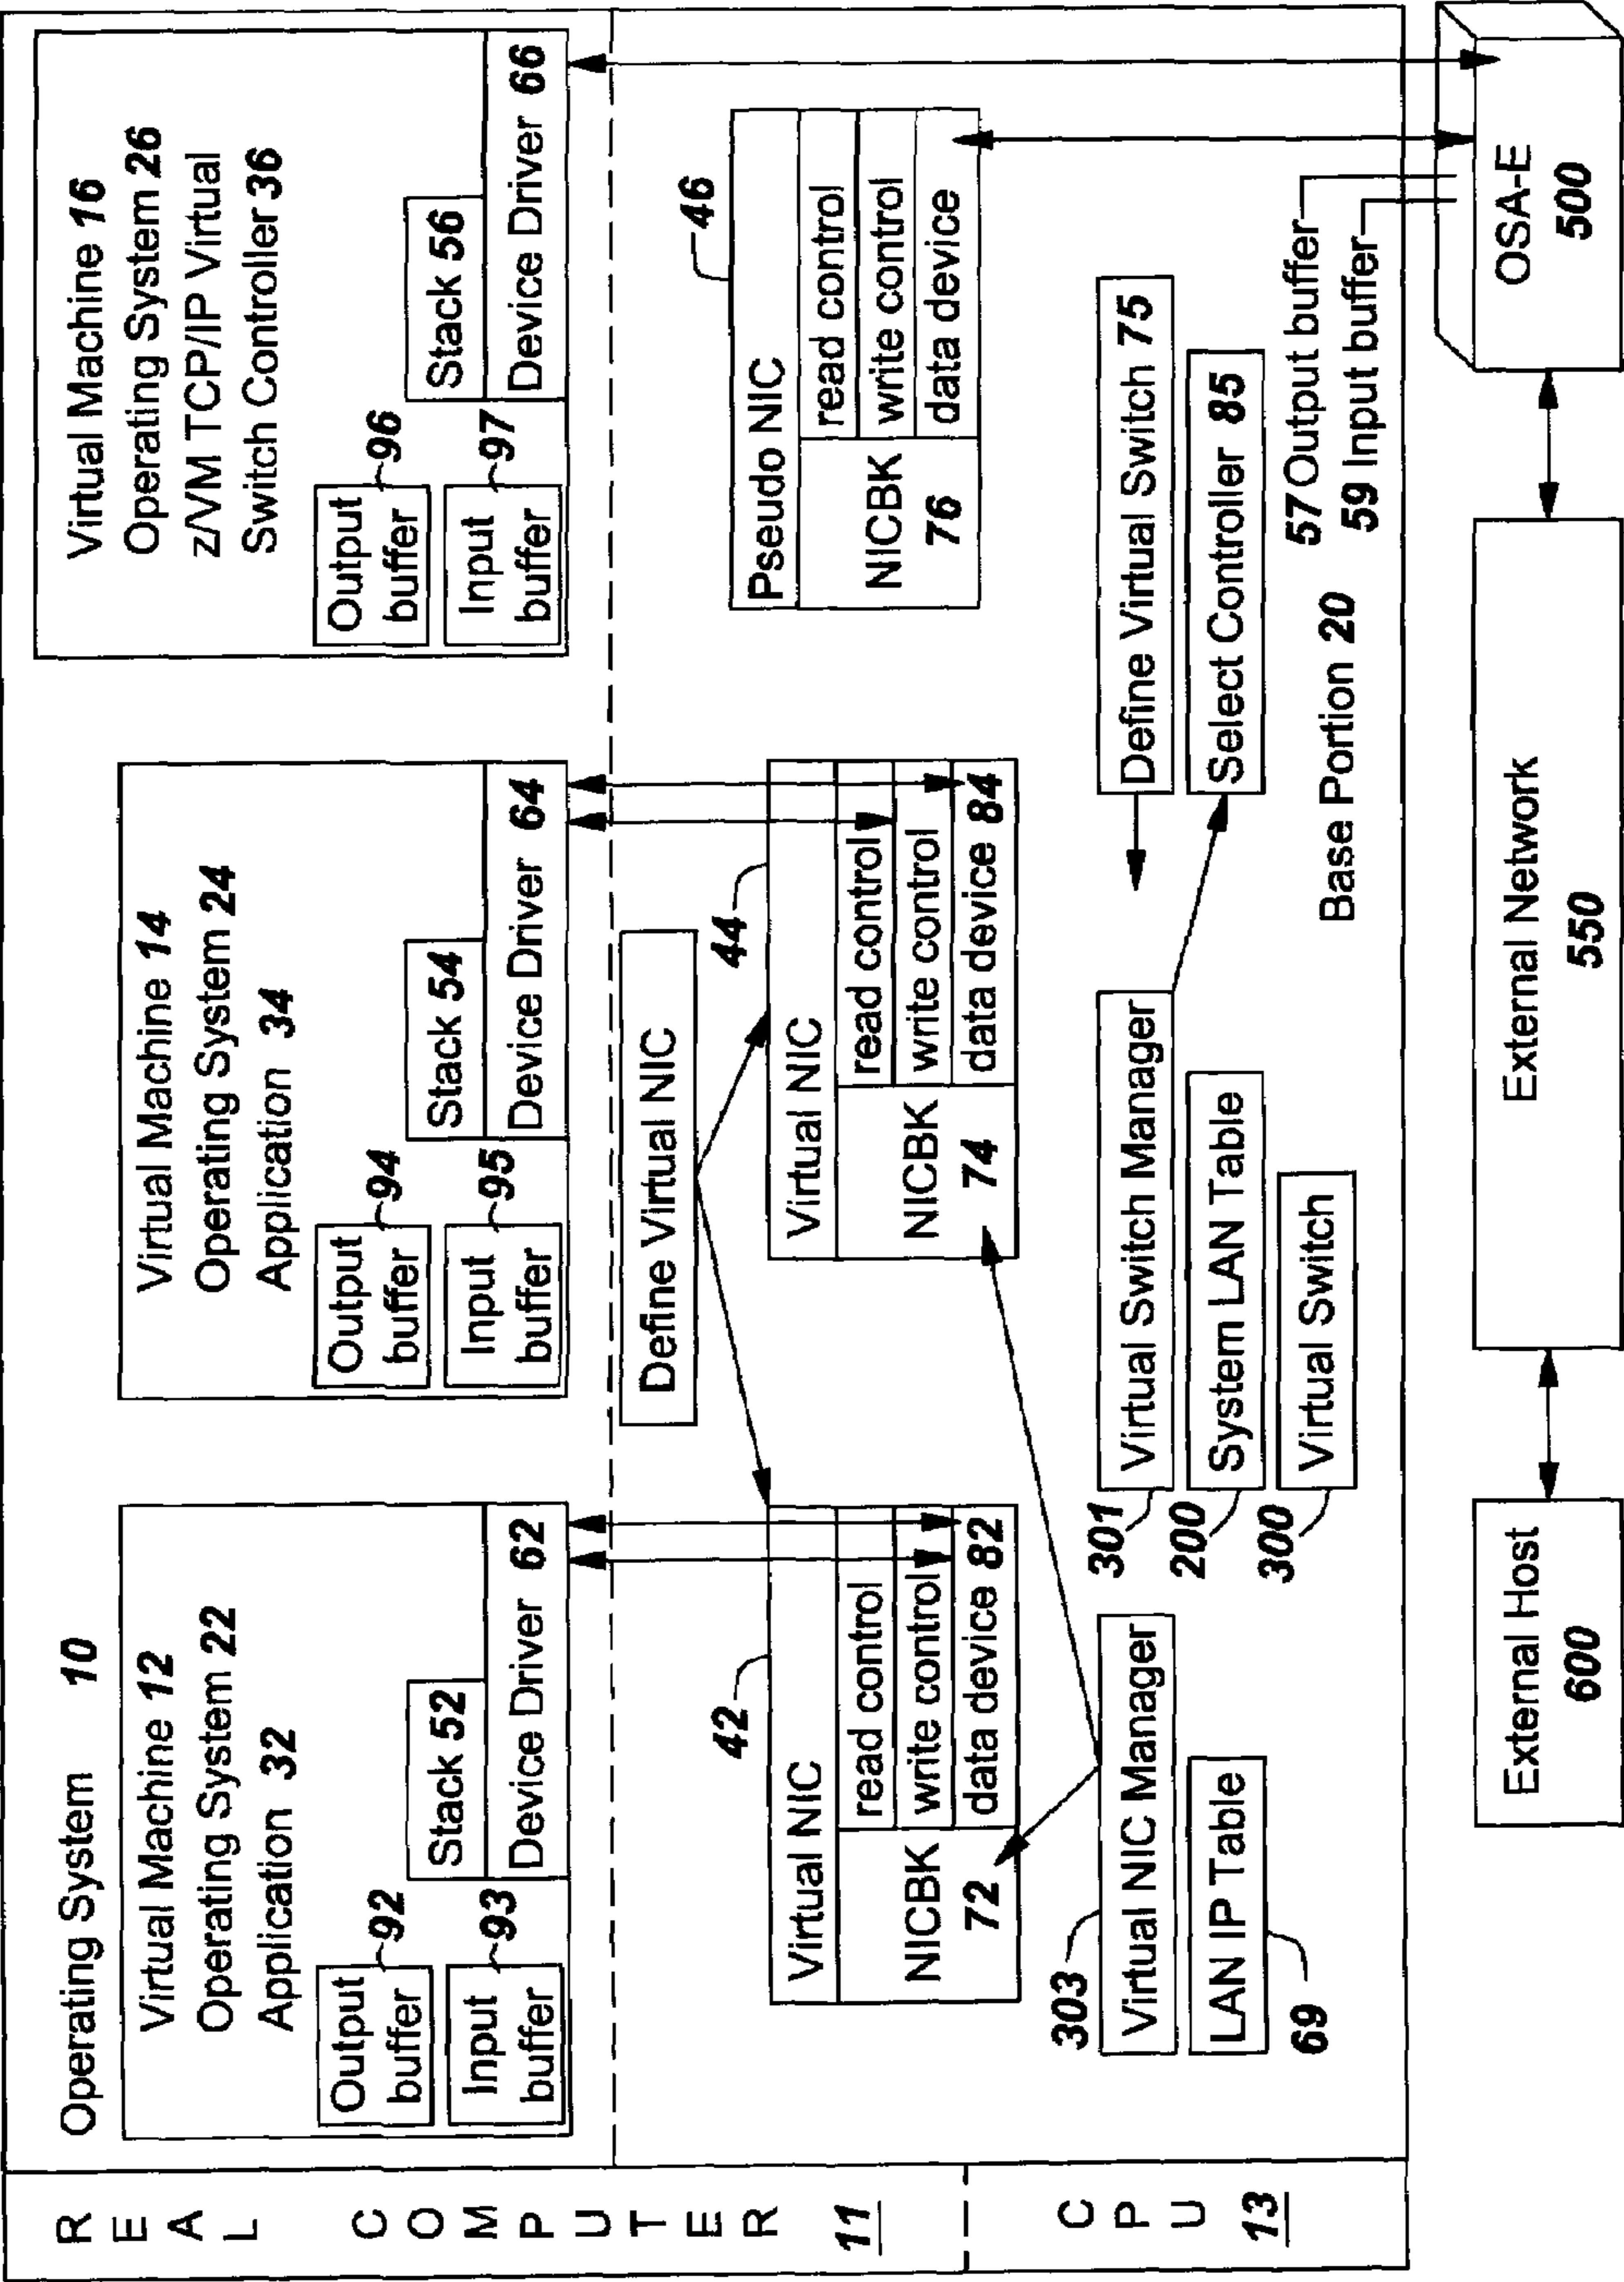 REAL COMPUTER
11
CPU
13
Operating System 10
Virtual Machine 12
Operating System 22
Application 32
Output
buffer
92
Input
buffer
93
Stack 52
Device Driver 62
Virtual Machine 14
Operating System 24
Application 34
Output
buffer
94
Input
buffer
95
Stack 54
Device Driver 64
Virtual Machine 16
Operating System 26
z/VM TCP/IP Virtual
Switch Controller 36
Output
buffer
96
Input
buffer
97
Stack 56
Device Driver 66
Define Virtual NIC
42
Virtual NIC
NICBK
72
read control
write control
data device 82
44
Virtual NIC
NICBK
74
read control
write control
data device 84
46
Pseudo NIC
NICBK
76
read control
write control
data device
303
Virtual NIC Manager
LAN IP Table
69
301
Virtual Switch Manager
200
System LAN Table
300
Virtual Switch
Define Virtual Switch 75
Select Controller 85
Base Portion 20
57 Output buffer
59 Input buffer
External Host
600
External Network
550
OSA-E
500